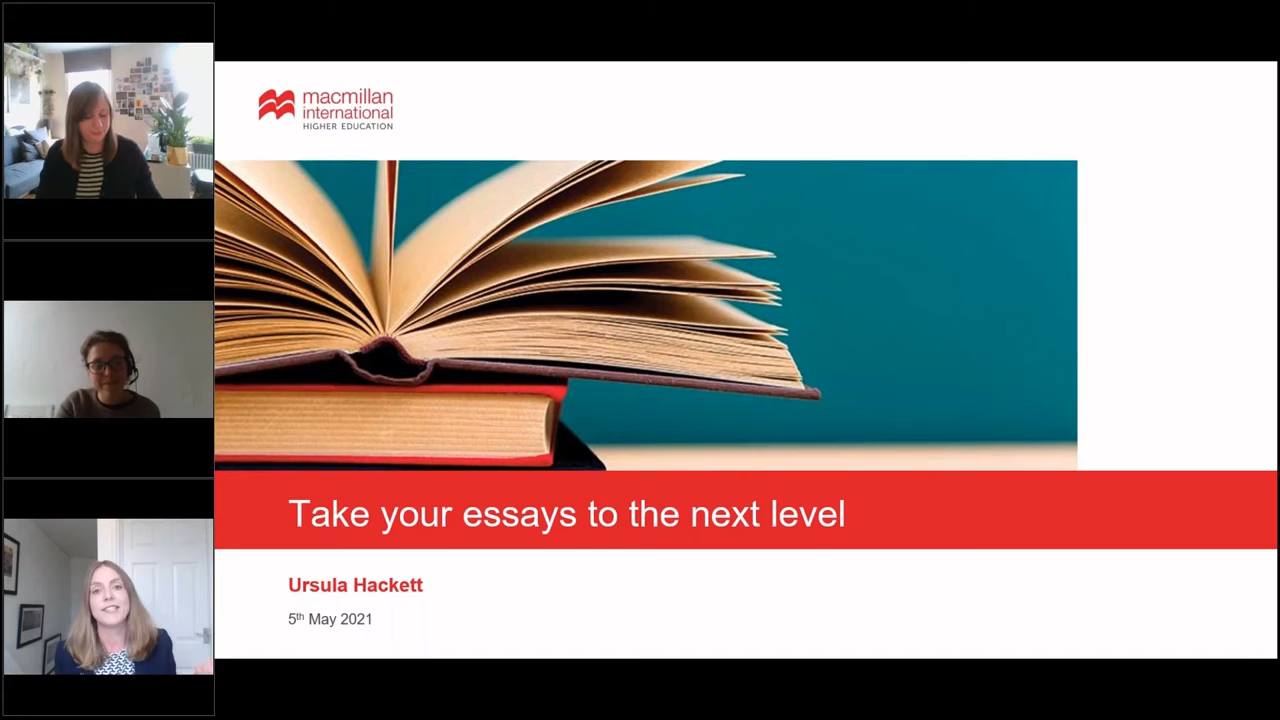 macmillan
international
HIGHER EDUCATION
Take your essays to the next level
Ursula Hackett
5th May 2021